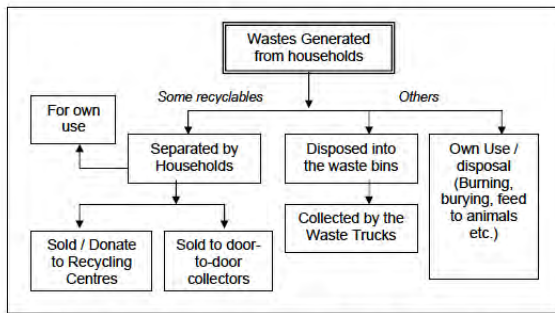 Wastes Generated
from households
Some recyclables
Others
For own
use
Separated by
Households
Disposed into
the waste bins
Own Use /
disposal
(Burning,
burying, feed
to animals
etc.)
Collected by the
Waste Trucks
Sold / Donate
to Recycling
Centres
Sold to door-
to-door
collectors